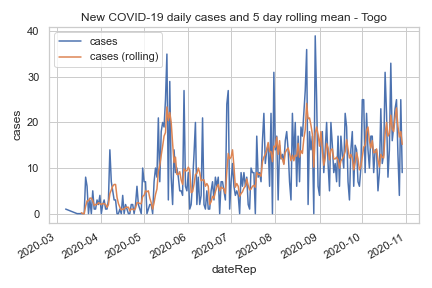 New COVID-19 daily cases and 5 day rolling mean - Togo
cases
cases (rolling)
40
30
20
10
0
cases
2020-03
2020-04
2020-05
2020-06
2020-07
2020-08
2020-09
2020-10
2020-11
dateRep